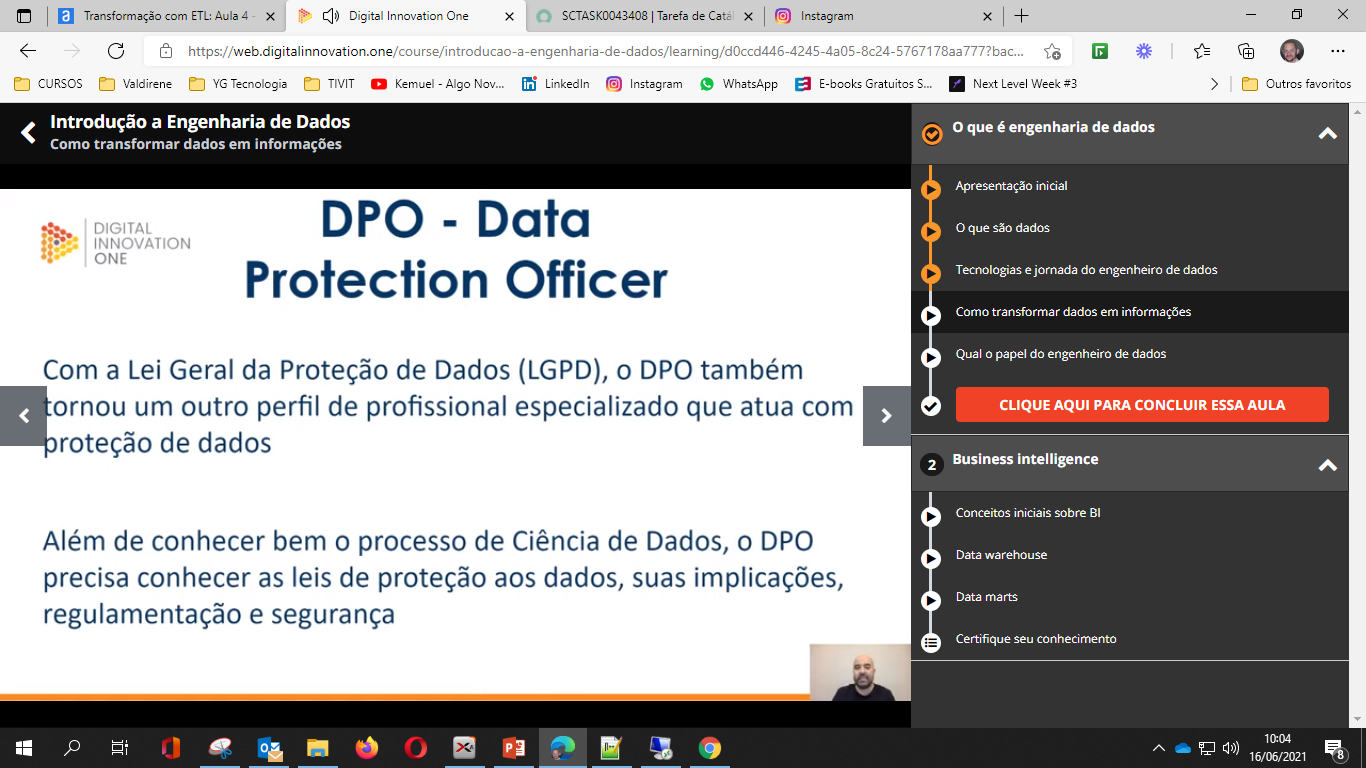 Transformação com ETL: Aula 4 -
Digital Innovation One
SCTASK0043408 | Tarefa de Catál
Instagram
https://web.digitalinnovation.one/course/introducao-a-engenharia-de-dados/learning/d0ccd446-4245-4a05-8c24-5767178aa777?bac...
CURSOS
Valdirene
YG Tecnologia
TIVIT
Kemuel - Algo Nov...
LinkedIn
Instagram
WhatsApp
E-books Gratuitos S...
Next Level Week #3
Outros favoritos
Introdução a Engenharia de Dados
Como transformar dados em informações
DIGITAL
INNOVATION
ONE
DPO - Data
Protection Officer
Com a Lei Geral da Proteção de Dados (LGPD), o DPO também
tornou um outro perfil de profissional especializado que atua com
proteção de dados
Além de conhecer bem o processo de Ciência de Dados, o DPO
precisa conhecer as leis de proteção aos dados, suas implicações,
regulamentação e segurança
O que é engenharia de dados
Apresentação inicial
O que são dados
Tecnologias e jornada do engenheiro de dados
Como transformar dados em informações
Qual o papel do engenheiro de dados
CLIQUE AQUI PARA CONCLUIR ESSA AULA
2
Business intelligence
Conceitos iniciais sobre BI
Data warehouse
Data marts
Certifique seu conhecimento
10:04
16/06/2021
8